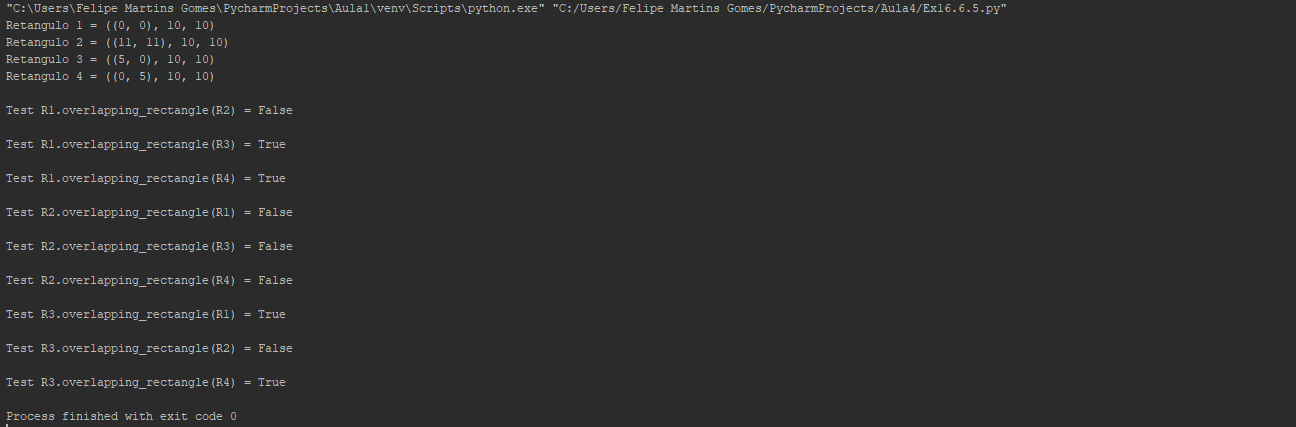 "C:\Users\Felipe Martins Gomes\PycharmProjects\Aula1\venv\Scripts\python.exe" "C:/Users/Felipe Martins Gomes/PycharmProjects/Aula4/Ex16.6.5.py"
Retangulo 1 = ((0, 0), 10, 10)
Retangulo 2 = ((11, 11), 10, 10)
Retangulo 3 = ((5, 0), 10, 10)
Retangulo 4 = ((0, 5), 10, 10)
Test R1.overlapping_rectangle(R2) = False
Test R1.overlapping_rectangle(R3) = True
Test R1.overlapping_rectangle(R4) = True
Test R2.overlapping_rectangle(R1) = False
Test R2.overlapping_rectangle(R3) = False
Test R2.overlapping_rectangle(R4) = False
Test R3.overlapping_rectangle(R1) = True
Test R3.overlapping_rectangle(R2) = False
Test R3.overlapping_rectangle(R4) = True
Process finished with exit code 0